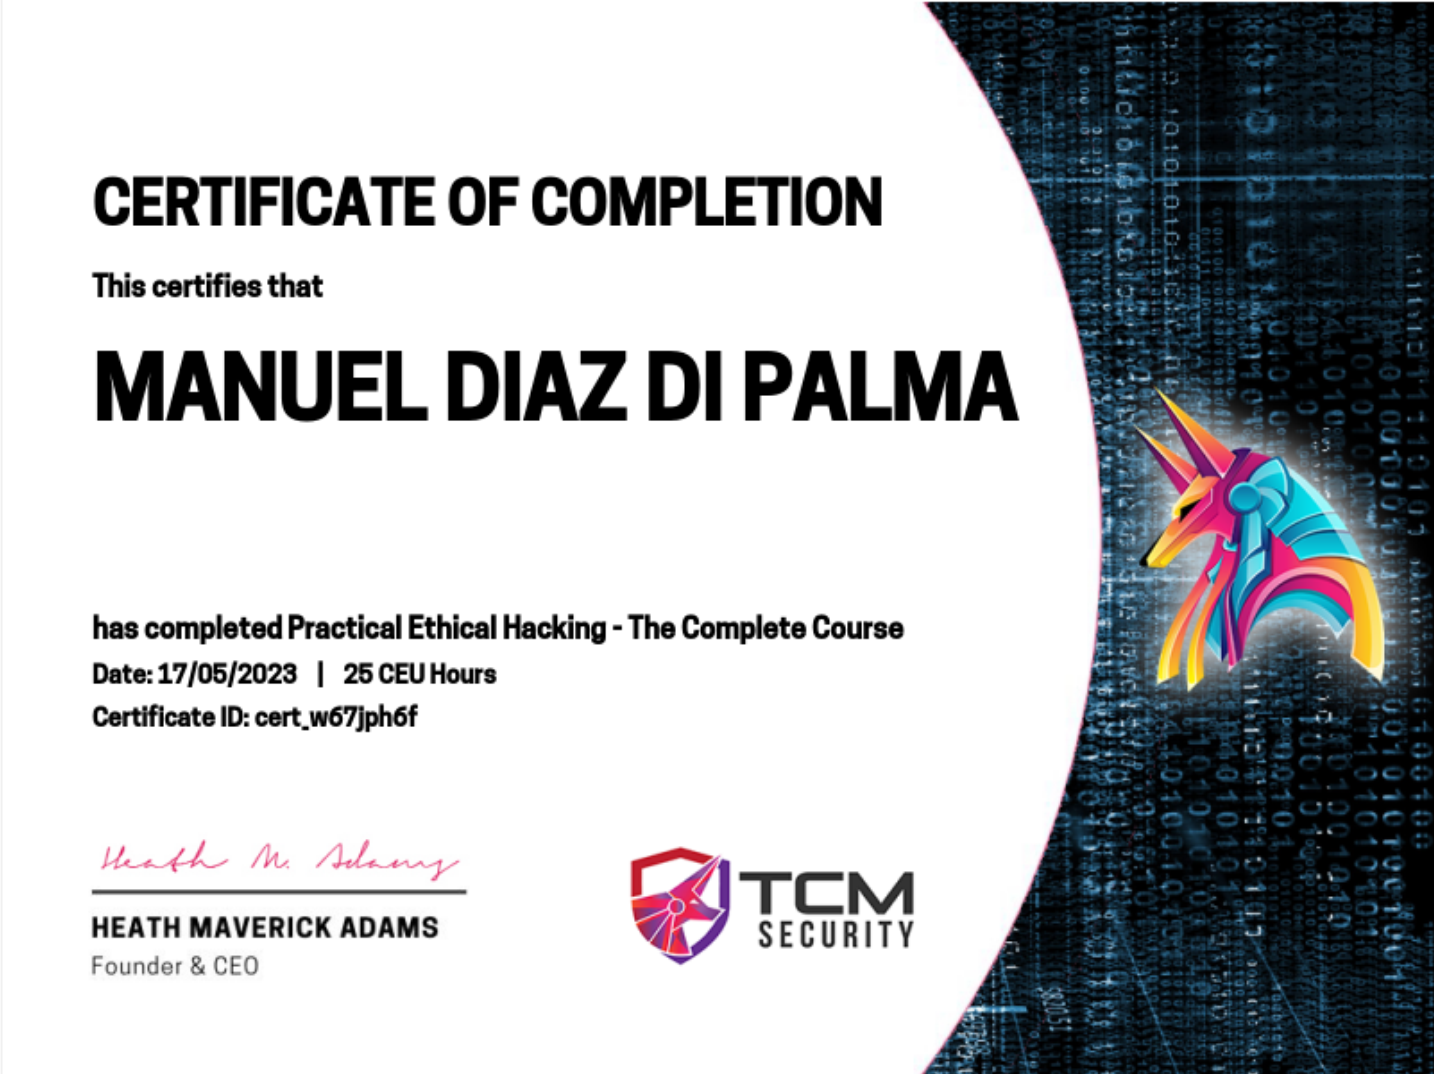 CERTIFICATE OF COMPLETION
This certifies that
MANUEL DIAZ DI PALMA
has completed Practical Ethical Hacking - The Complete Course
Date: 17/05/2023 | 25 CEU Hours
Certificate ID: cert_w67jph6f
Heath M. Adams
HEATH MAVERICK ADAMS
Founder & CEO
TCM
SECURITY